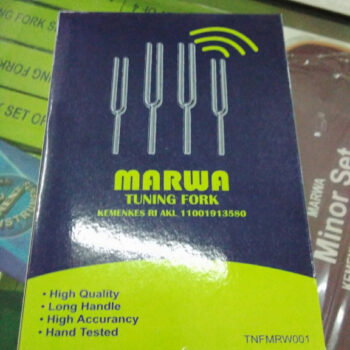 MARWA
TUNING FORK
KEMENKES RI AKL 11001913580
• High Quality
• Long Handle
• High Accurancy
• Hand Tested
TNFMRW001
MARWA
Minor Set